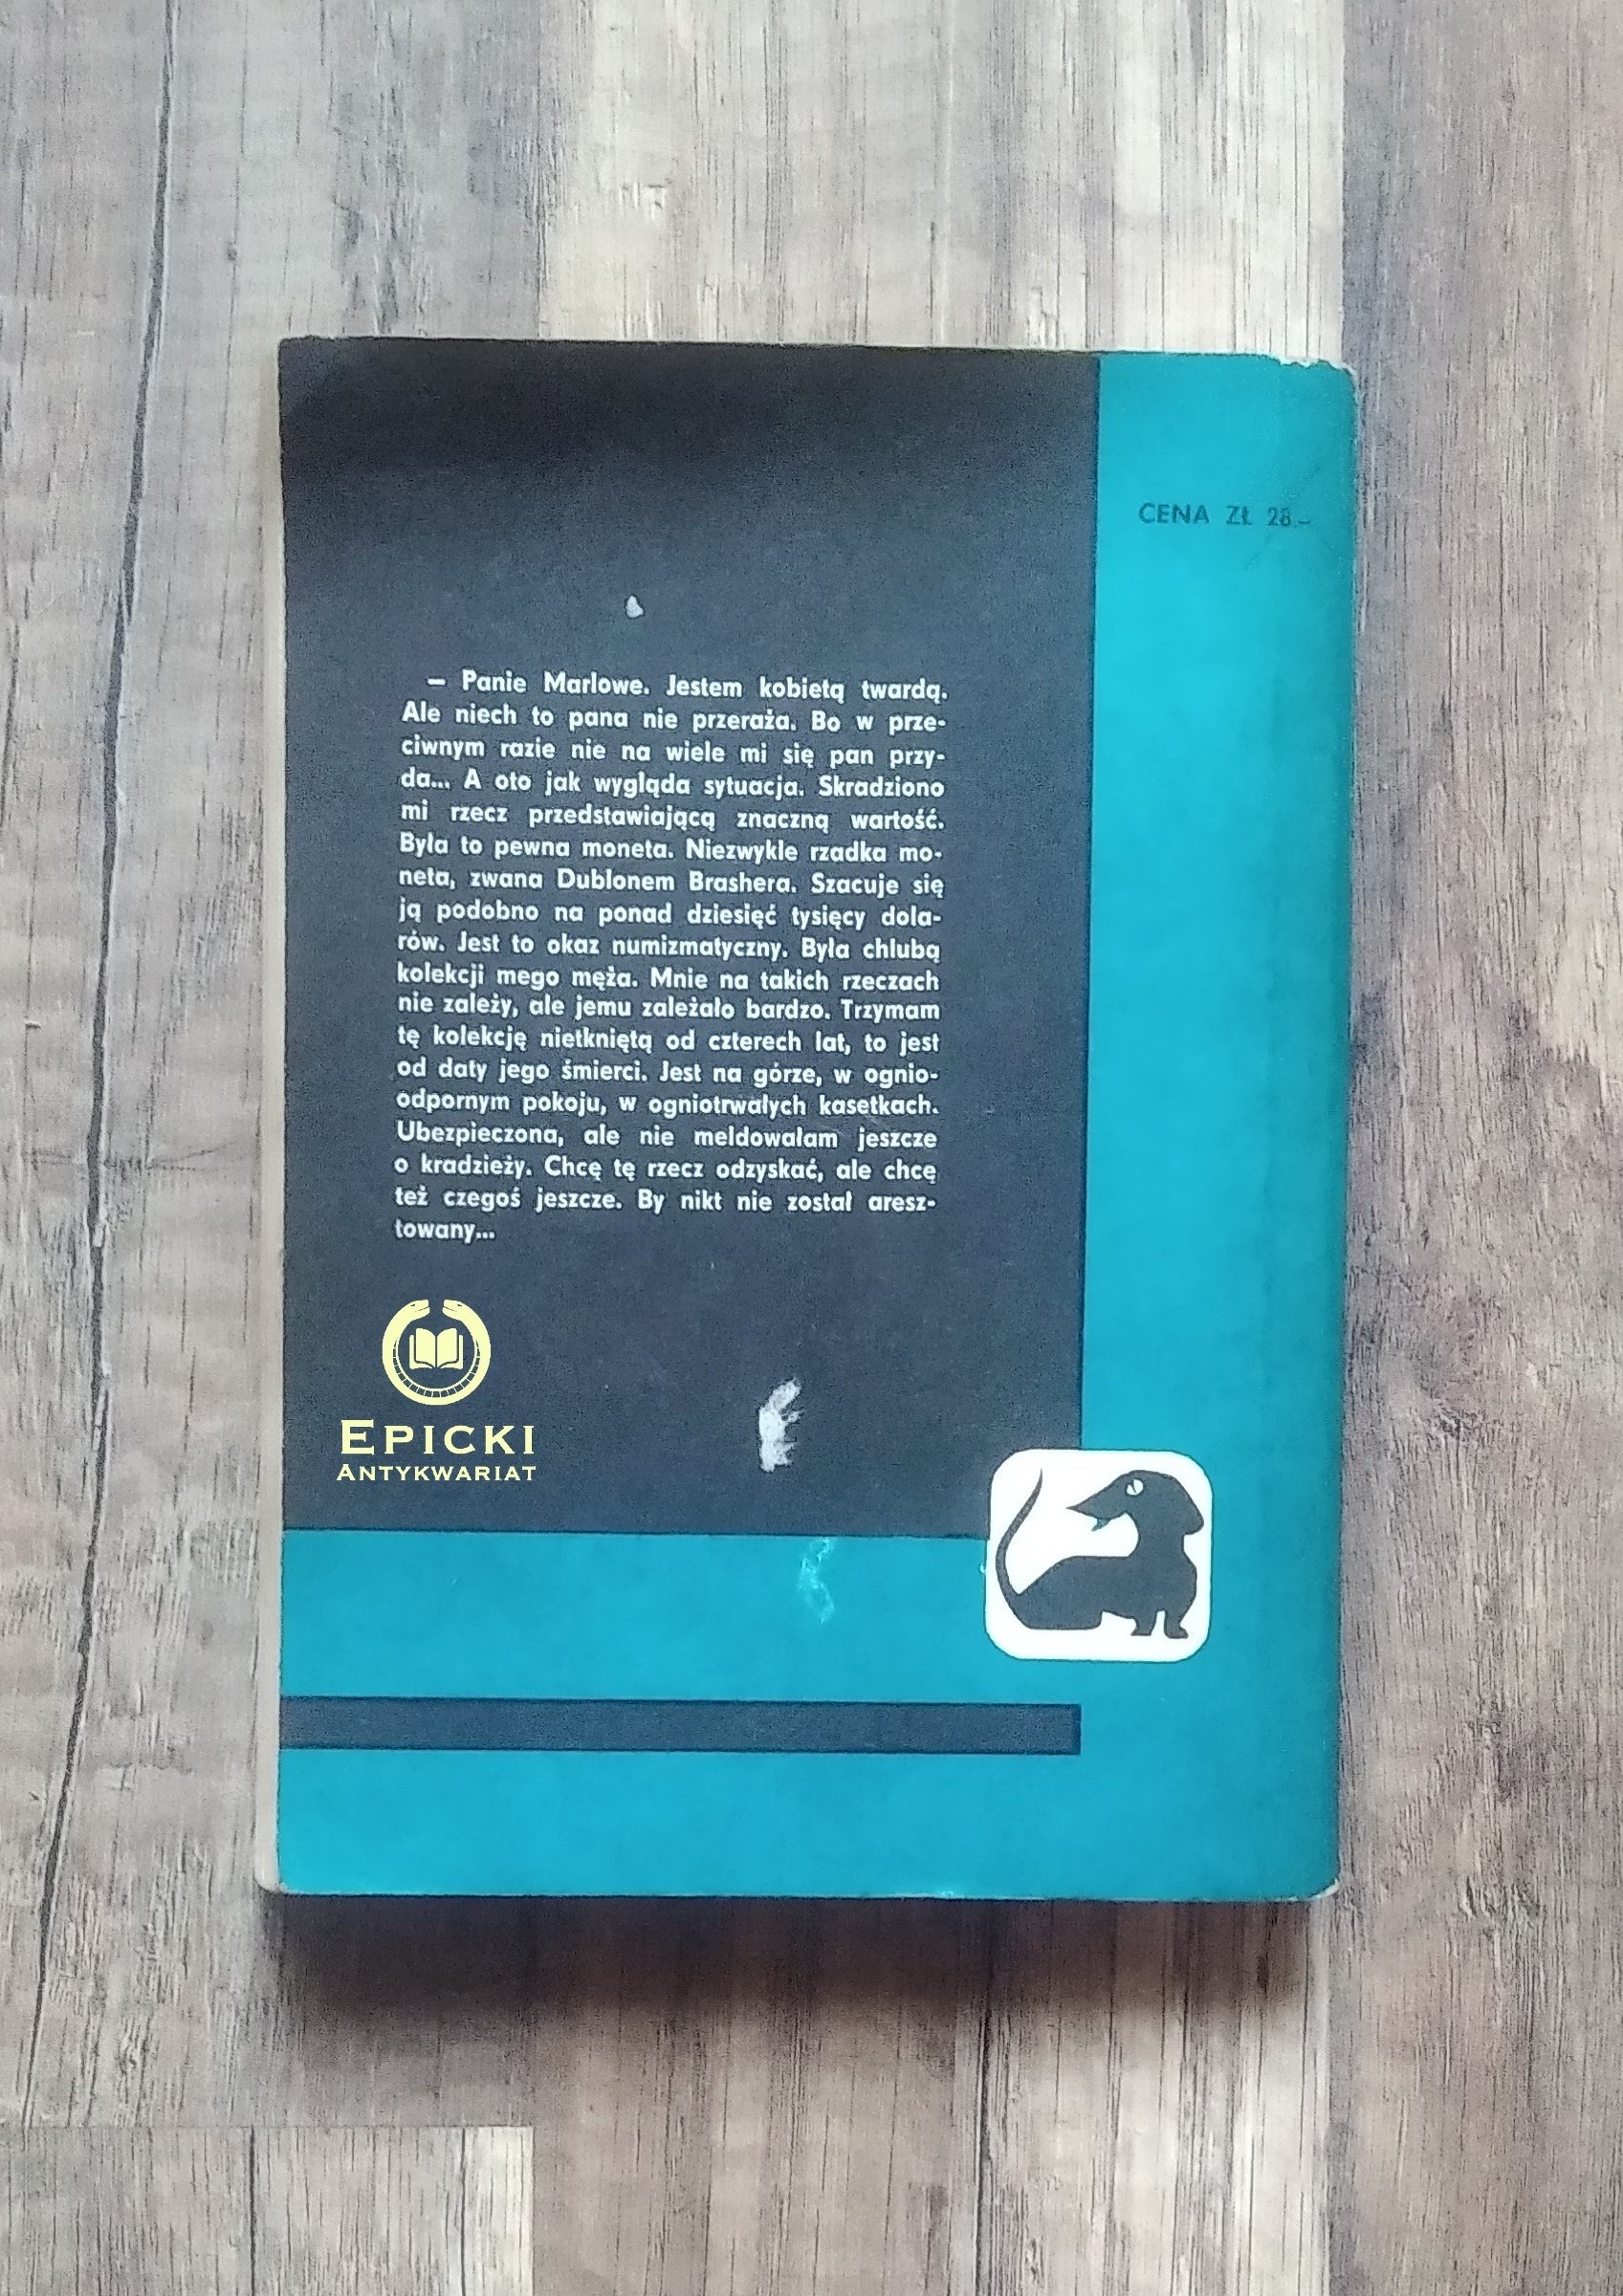 CENA ZŁ 28.–
– Panie Marlowe. Jestem kobietą twardą.
Ale niech to pana nie przeraża. Bo w prze-
ciwnym razie nie na wiele mi się pan przy-
da... A oto jak wygląda sytuacja. Skradziono
mi rzecz przedstawiającą znaczną wartość.
Była to pewna moneta. Niezwykle rzadka mo-
neta, zwana Dublonem Brashera. Szacuje się
ją podobno na ponad dziesięć tysięcy dola-
rów. Jest to okaz numizmatyczny. Była chlubą
kolekcji mego męża. Mnie na takich rzeczach
nie zależy, ale jemu zależało bardzo. Trzymam
tę kolekcję nietkniętą od czterech lat, to jest
od daty jego śmierci. Jest na górze, w ognio-
odpornym pokoju, w ogniotrwałych kasetkach.
Ubezpieczona, ale nie meldowałam jeszcze
o kradzieży. Chcę tę rzecz odzyskać, ale chcę
też czegoś jeszcze. By nikt nie został aresz-
towany...
EPICKI
ANTYKWARIAT